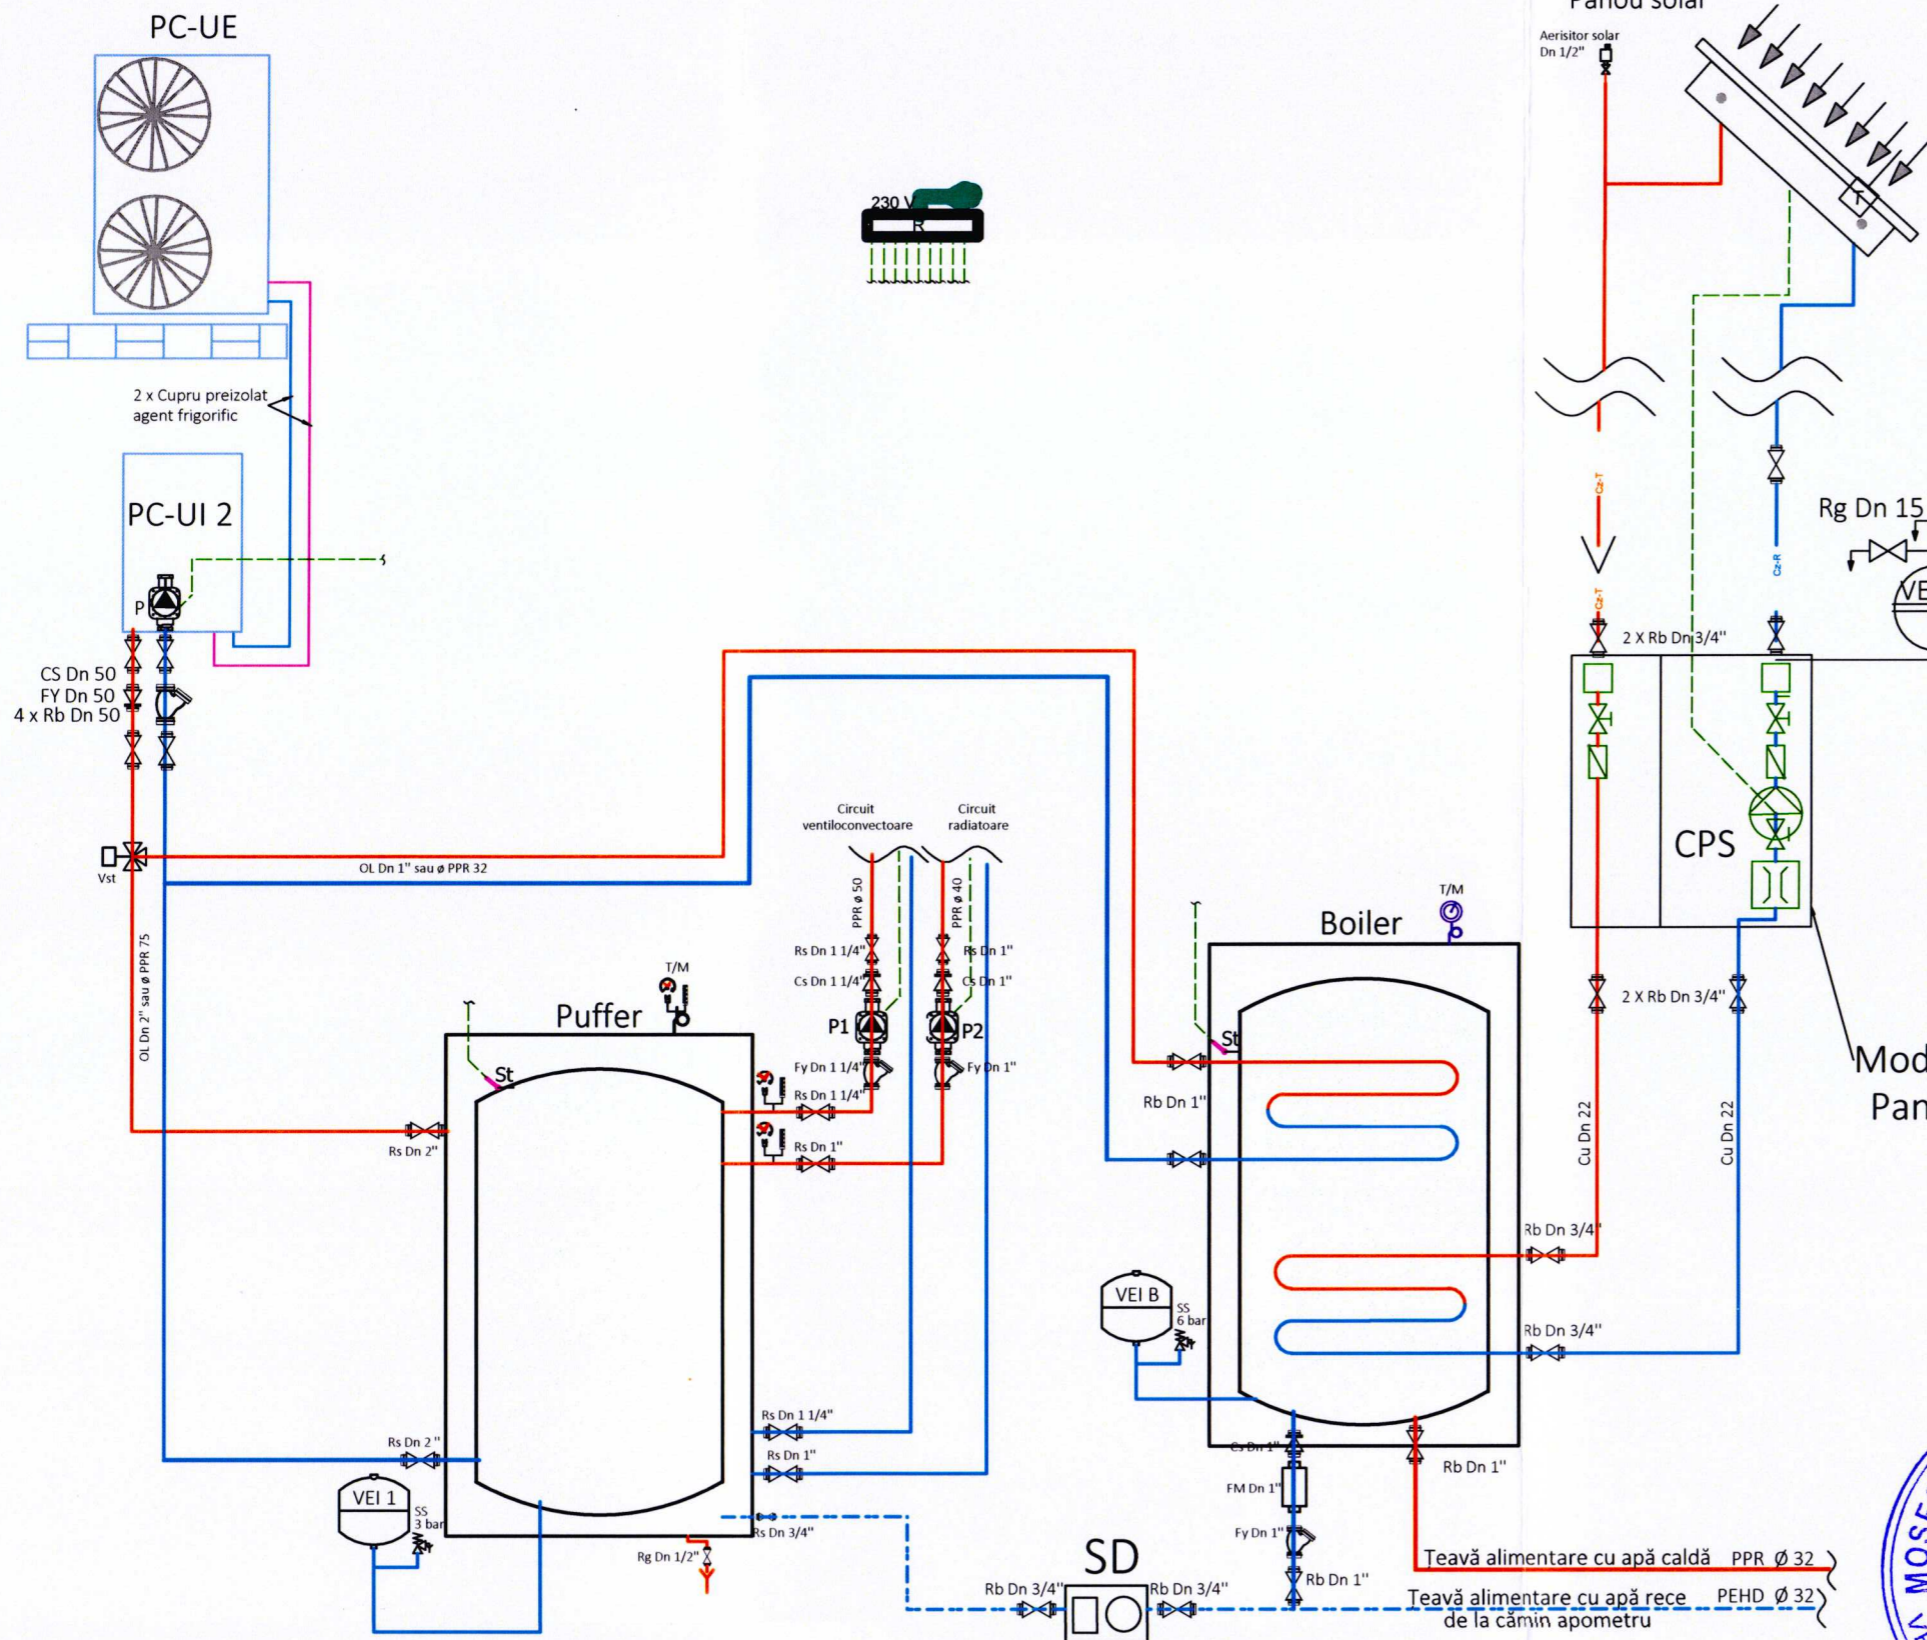 PC-UE
Panou solar
Aerisitor solar
Dn 1/2"
T
230 V
R
2 x Cupru preizolat
agent frigorific
PC-UI 2
P
CS Dn 50
FY Dn 50
4 x Rb Dn 50
Cz-T
Cz-R
Cz-T
Rg Dn 15
VE
2 X Rb Dn 3/4"
CPS
Circuit
ventiloconvectoare
Circuit
radiatoare
Vst
OL Dn 1" sau ø PPR 32
OL Dn 2" sau ø PPR 75
PPR ø 50
PPR ø 40
Rs Dn 1 1/4"
Rs Dn 1"
Cs Dn 1 1/4"
Cs Dn 1"
P1
P2
Fy Dn 1 1/4"
Fy Dn 1"
Rs Dn 1 1/4"
Rs Dn 1"
T/M
Puffer
St
Rs Dn 2"
T/M
Boiler
St
Rb Dn 1"
2 X Rb Dn 3/4"
Cu Dn 22
Cu Dn 22
Mod
Pan
Rb Dn 3/4"
Rb Dn 3/4"
VEI B
SS
6 bar
Rs Dn 1 1/4"
Rs Dn 1"
Rs Dn 2 "
VEI 1
SS
3 bar
Rs Dn 3/4"
Rg Dn 1/2"
Cs Dn 1"
FM Dn 1"
Fy Dn 1"
Rb Dn 1"
Rb Dn 1"
SD
Rb Dn 3/4"
Rb Dn 3/4"
Teavă alimentare cu apă caldă PPR Ø 32
Teavă alimentare cu apă rece PEHD Ø 32
de la cămin apometru